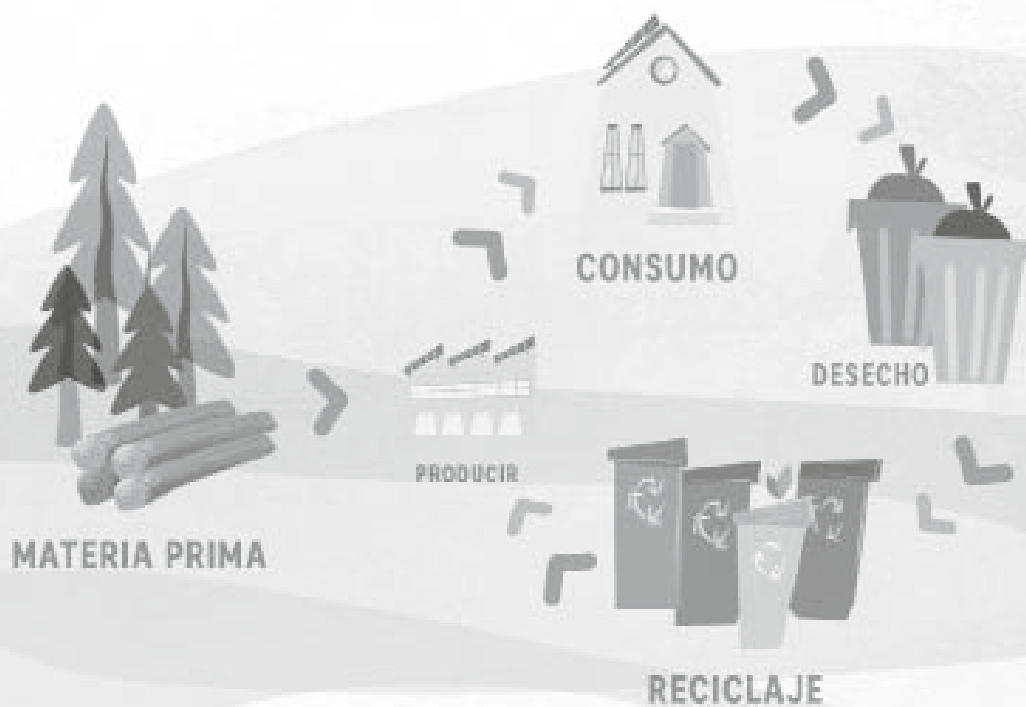 CONSUMO
DESECHO
PRODUCIR
MATERIA PRIMA
RECICLAJE